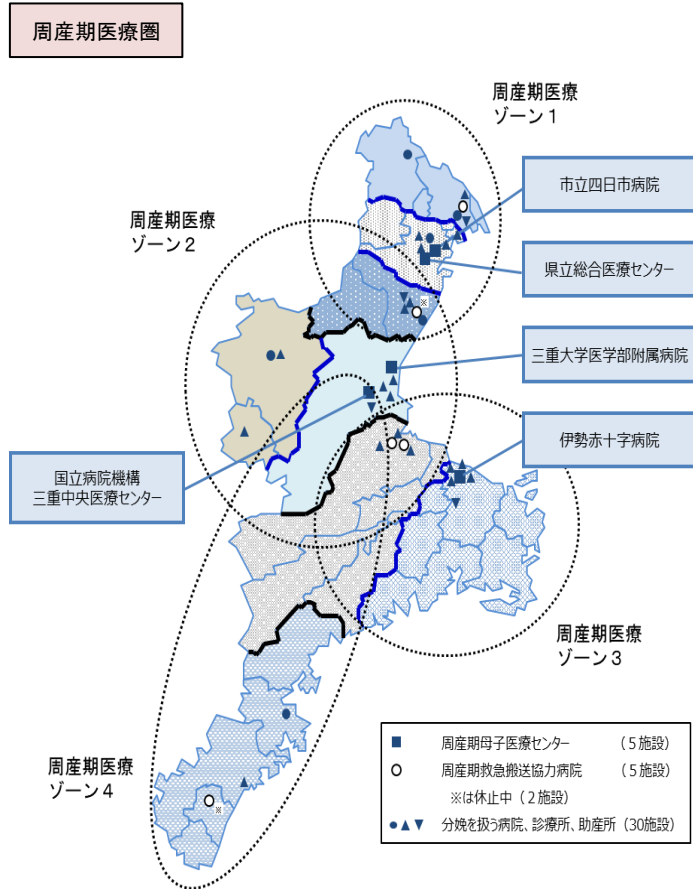 周産期医療圏
周産期医療
ゾーン１
市立四日市病院
周産期医療
ゾーン２
県立総合医療センター
※
三重大学医学部附属病院
伊勢赤十字病院
国立病院機構
三重中央医療センター
周産期医療
ゾーン３
■ 周産期母子医療センター （５施設）
○ 周産期救急搬送協力病院 （５施設）
※は休止中（２施設）
●▲▼ 分娩を扱う病院、診療所、助産所 （30施設）
周産期医療
ゾーン４
※